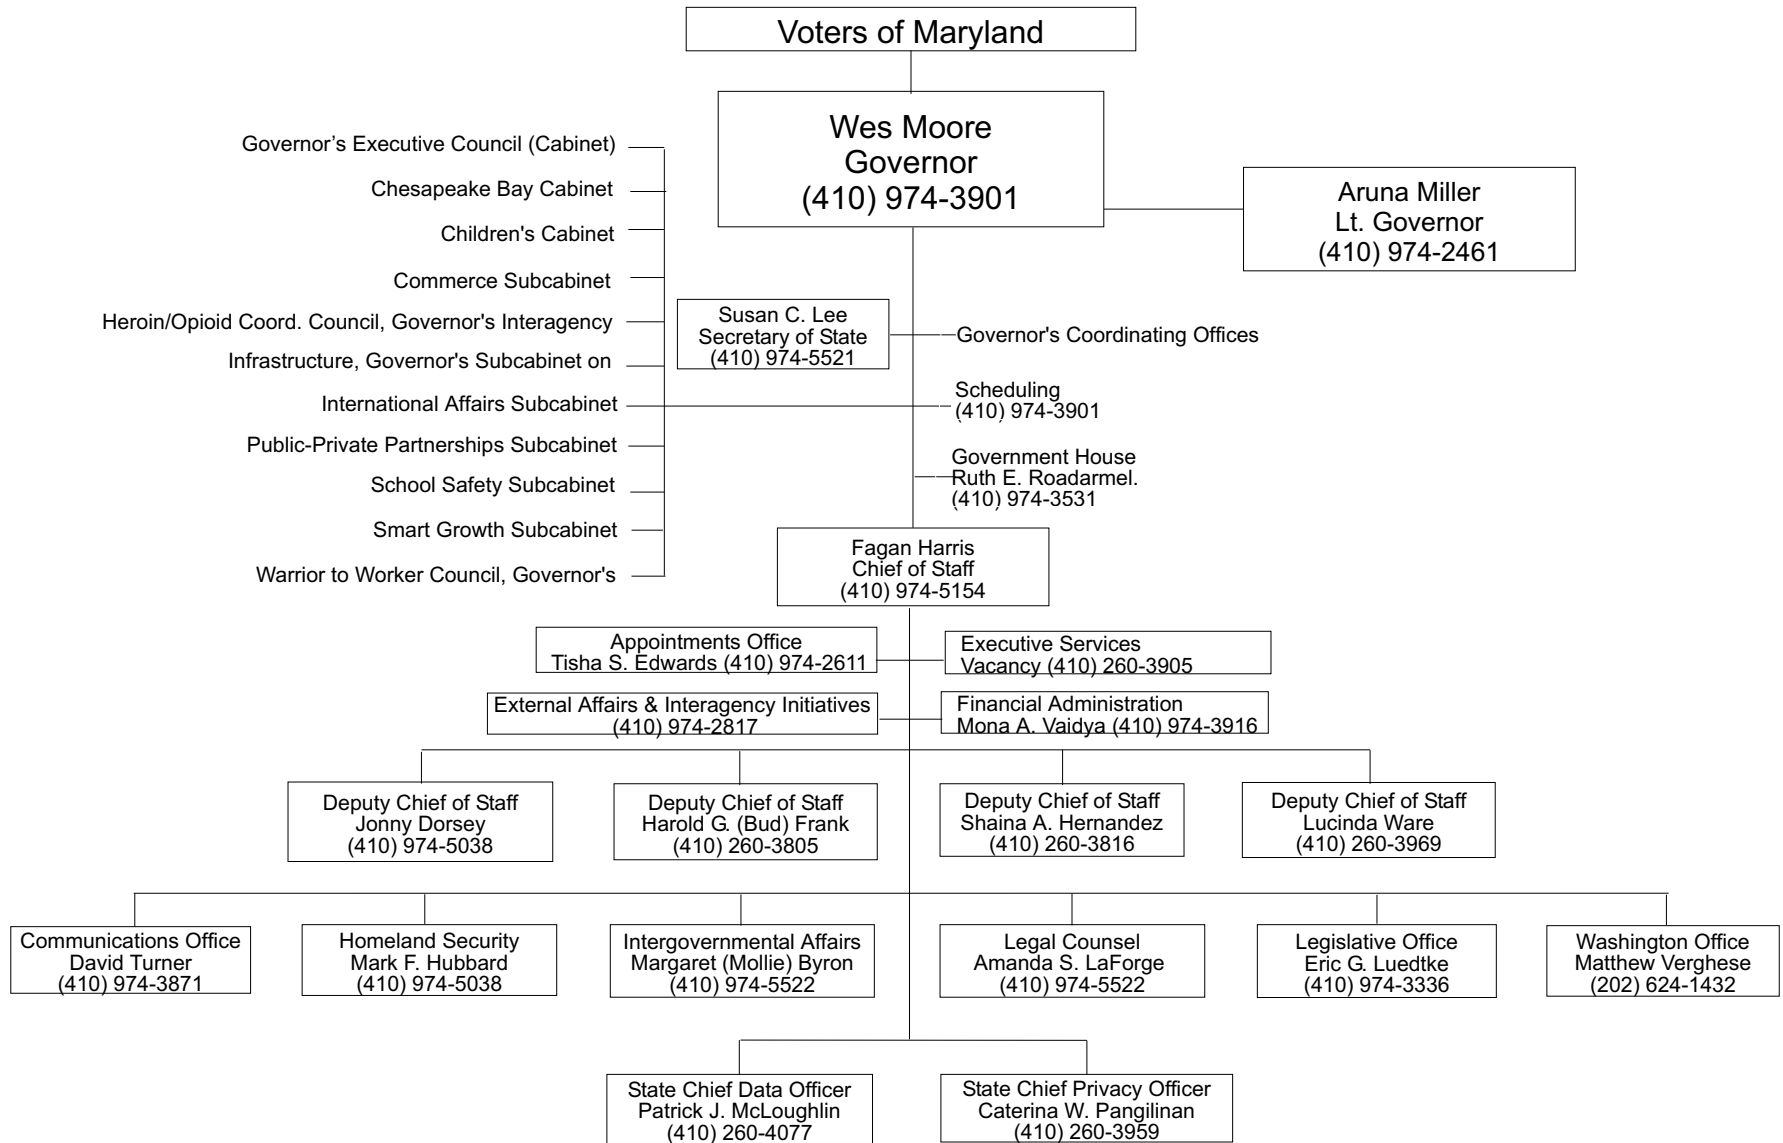 Voters of Maryland
Wes Moore
Governor
(410) 974-3901
Aruna Miller
Lt. Governor
(410) 974-2461
Governor’s Executive Council (Cabinet)
Chesapeake Bay Cabinet
Children's Cabinet
Commerce Subcabinet
Heroin/Opioid Coord. Council, Governor's Interagency
Infrastructure, Governor's Subcabinet on
International Affairs Subcabinet
Public-Private Partnerships Subcabinet
School Safety Subcabinet
Smart Growth Subcabinet
Warrior to Worker Council, Governor's
Susan C. Lee
Secretary of State
(410) 974-5521
Governor's Coordinating Offices
Scheduling
(410) 974-3901
Government House
Ruth E. Roadarmel.
(410) 974-3531
Fagan Harris
Chief of Staff
(410) 974-5154
Appointments Office
Tisha S. Edwards (410) 974-2611
Executive Services
Vacancy (410) 260-3905
External Affairs & Interagency Initiatives
(410) 974-2817
Financial Administration
Mona A. Vaidya (410) 974-3916
Deputy Chief of Staff
Jonny Dorsey
(410) 974-5038
Deputy Chief of Staff
Harold G. (Bud) Frank
(410) 260-3805
Deputy Chief of Staff
Shaina A. Hernandez
(410) 260-3816
Deputy Chief of Staff
Lucinda Ware
(410) 260-3969
Communications Office
David Turner
(410) 974-3871
Homeland Security
Mark F. Hubbard
(410) 974-5038
Intergovernmental Affairs
Margaret (Mollie) Byron
(410) 974-5522
Legal Counsel
Amanda S. LaForge
(410) 974-5522
Legislative Office
Eric G. Luedtke
(410) 974-3336
Washington Office
Matthew Verghese
(202) 624-1432
State Chief Data Officer
Patrick J. McLoughlin
(410) 260-4077
State Chief Privacy Officer
Caterina W. Pangilinan
(410) 260-3959